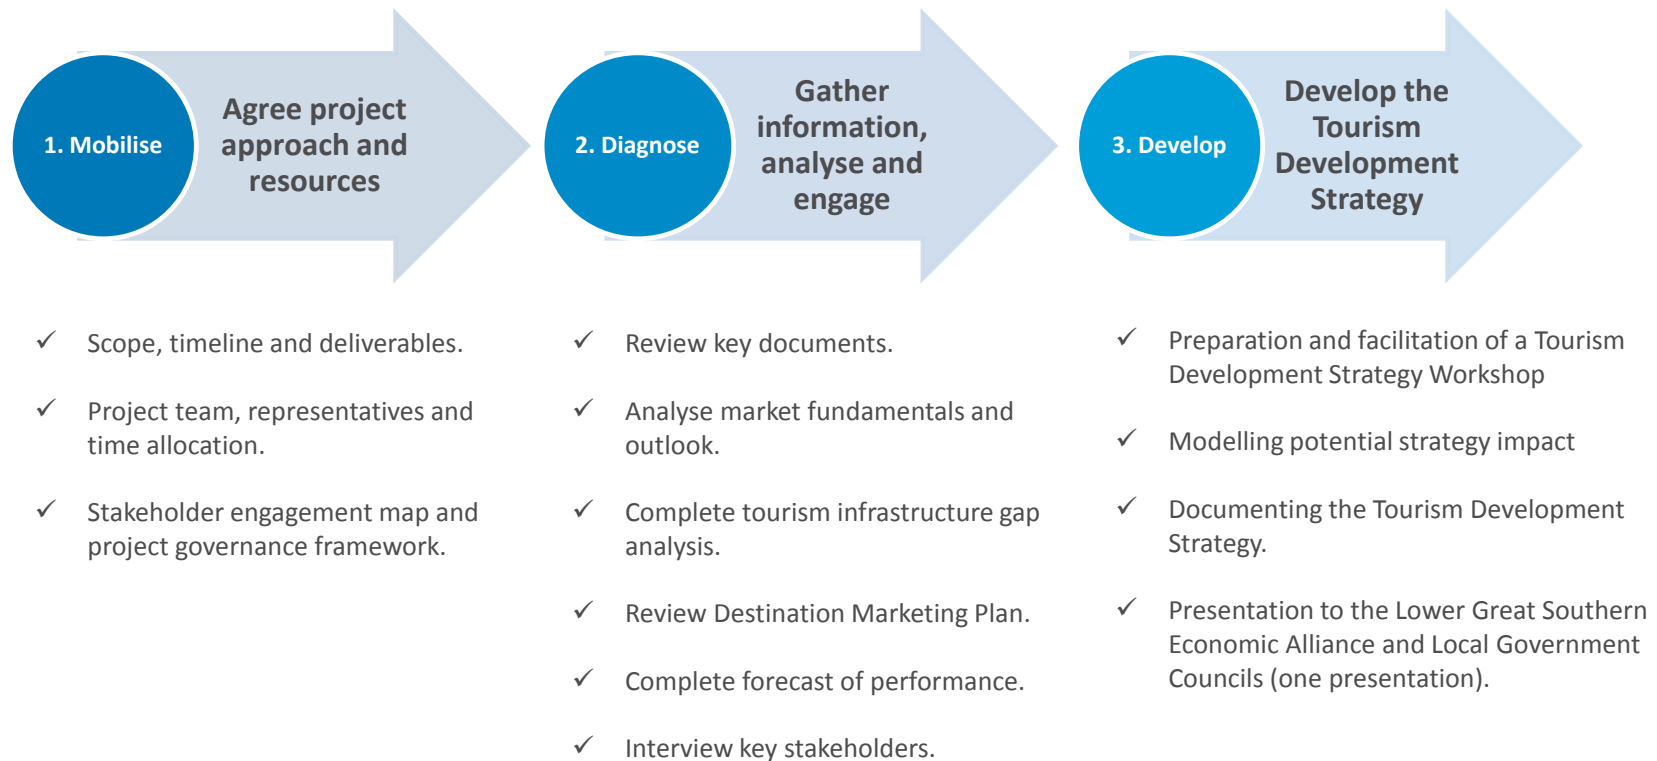 1. Mobilise
Agree project
approach and
resources
✓ Scope, timeline and deliverables.
✓ Project team, representatives and
time allocation.
✓ Stakeholder engagement map and
project governance framework.
2. Diagnose
Gather
information,
analyse and
engage
✓ Review key documents.
✓ Analyse market fundamentals and
outlook.
✓ Complete tourism infrastructure gap
analysis.
✓ Review Destination Marketing Plan.
✓ Complete forecast of performance.
✓ Interview key stakeholders.
3. Develop
Develop the
Tourism
Development
Strategy
✓ Preparation and facilitation of a Tourism
Development Strategy Workshop
✓ Modelling potential strategy impact
✓ Documenting the Tourism Development
Strategy.
✓ Presentation to the Lower Great Southern
Economic Alliance and Local Government
Councils (one presentation).